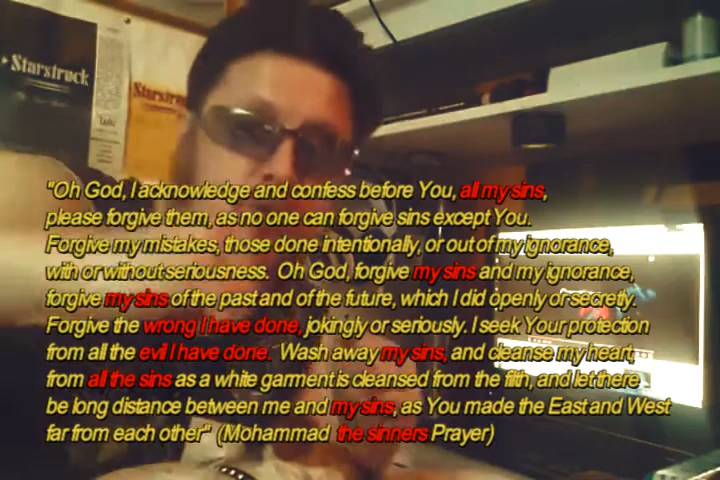 Starstruck
Starstruck
"Oh God, I acknowledge and confess before You, all my sins,
please forgive them, as no one can forgive sins except You.
Forgive my mistakes, those done intentionally, or out of my ignorance,
with or without seriousness. Oh God, forgive my sins and my ignorance,
forgive my sins of the past and of the future, which I did openly or secretly.
Forgive the wrong I have done, jokingly or seriously. I seek Your protection
from all the evil I have done. Wash away my sins, and cleanse my heart,
from all the sins as a white garment is cleansed from the filth, and let there
be long distance between me and my sins, as You made the East and West
far from each other" (Mohammad the sinners Prayer)